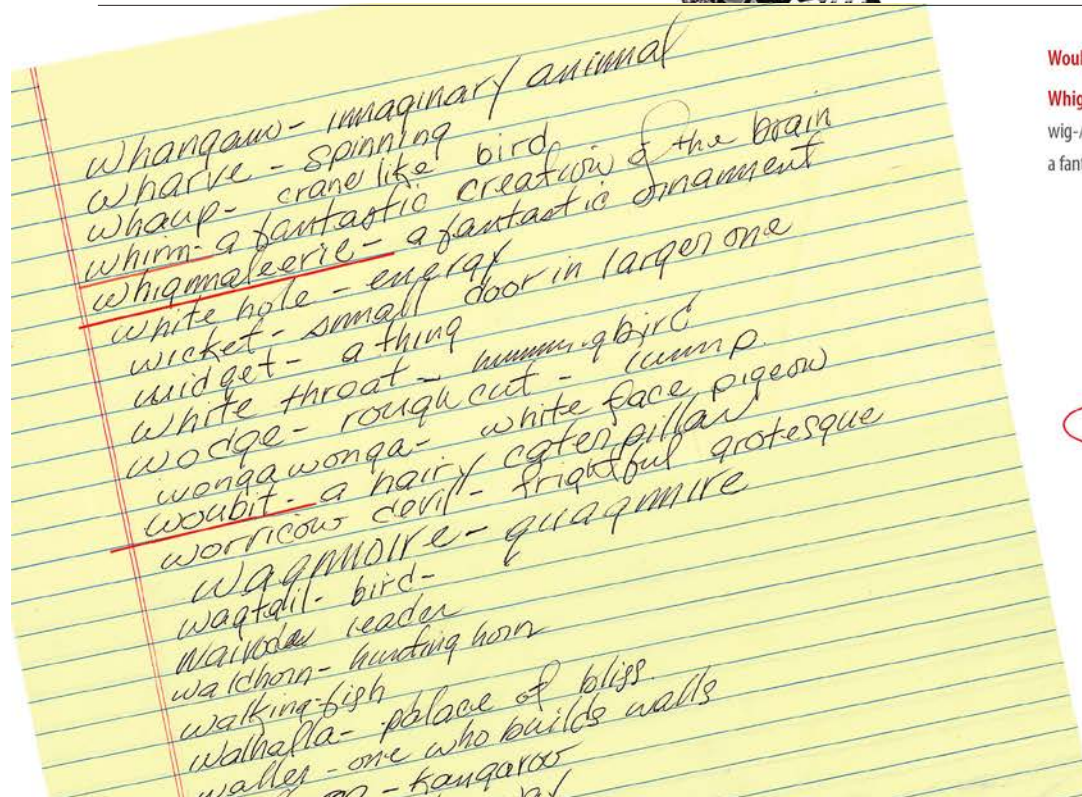 whangam - imaginary animal
wharve - spinning
whaup - crane like bird
whim - a fantastic creation of the brain
whigmaleerie - a fantastic ornament
white hole - energy
wicket - small door in larger one
widget - a thing
white throat - hummingbird
wodge - rough cut - lump.
wonga wonga - white face pigeon
woubit - a hairy caterpillar
worricow devil - frightful grotesque
wagmoire - quagmire
wagtail - bird -
waivode leader
waldhorn - hunting horn
walking-fish
walhalla - palace of bliss.
waller - one who builds walls
- kangaroo
Woul
Whig
wig-
a fant